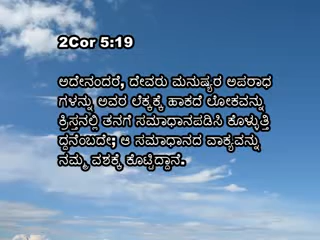 2Cor 5:19
ಅದೇನಂದರೆ, ದೇವರು ಮನುಷ್ಯರ ಅಪರಾಧ
ಗಳನ್ನು ಅವರ ಲೆಕ್ಕಕ್ಕೆ ಹಾಕದೆ ಲೋಕವನ್ನು
ಕ್ರಿಸ್ತನಲ್ಲಿ ತನಗೆ ಸಮಾಧಾನಪಡಿಸಿ ಕೊಳ್ಳುತ್ತಿ
ದ್ದನೆಂಬದೇ; ಆ ಸಮಾಧಾನದ ವಾಕ್ಯವನ್ನು
ನಮ್ಮ ವಶಕ್ಕೆ ಕೊಟ್ಟಿದ್ದಾನೆ.